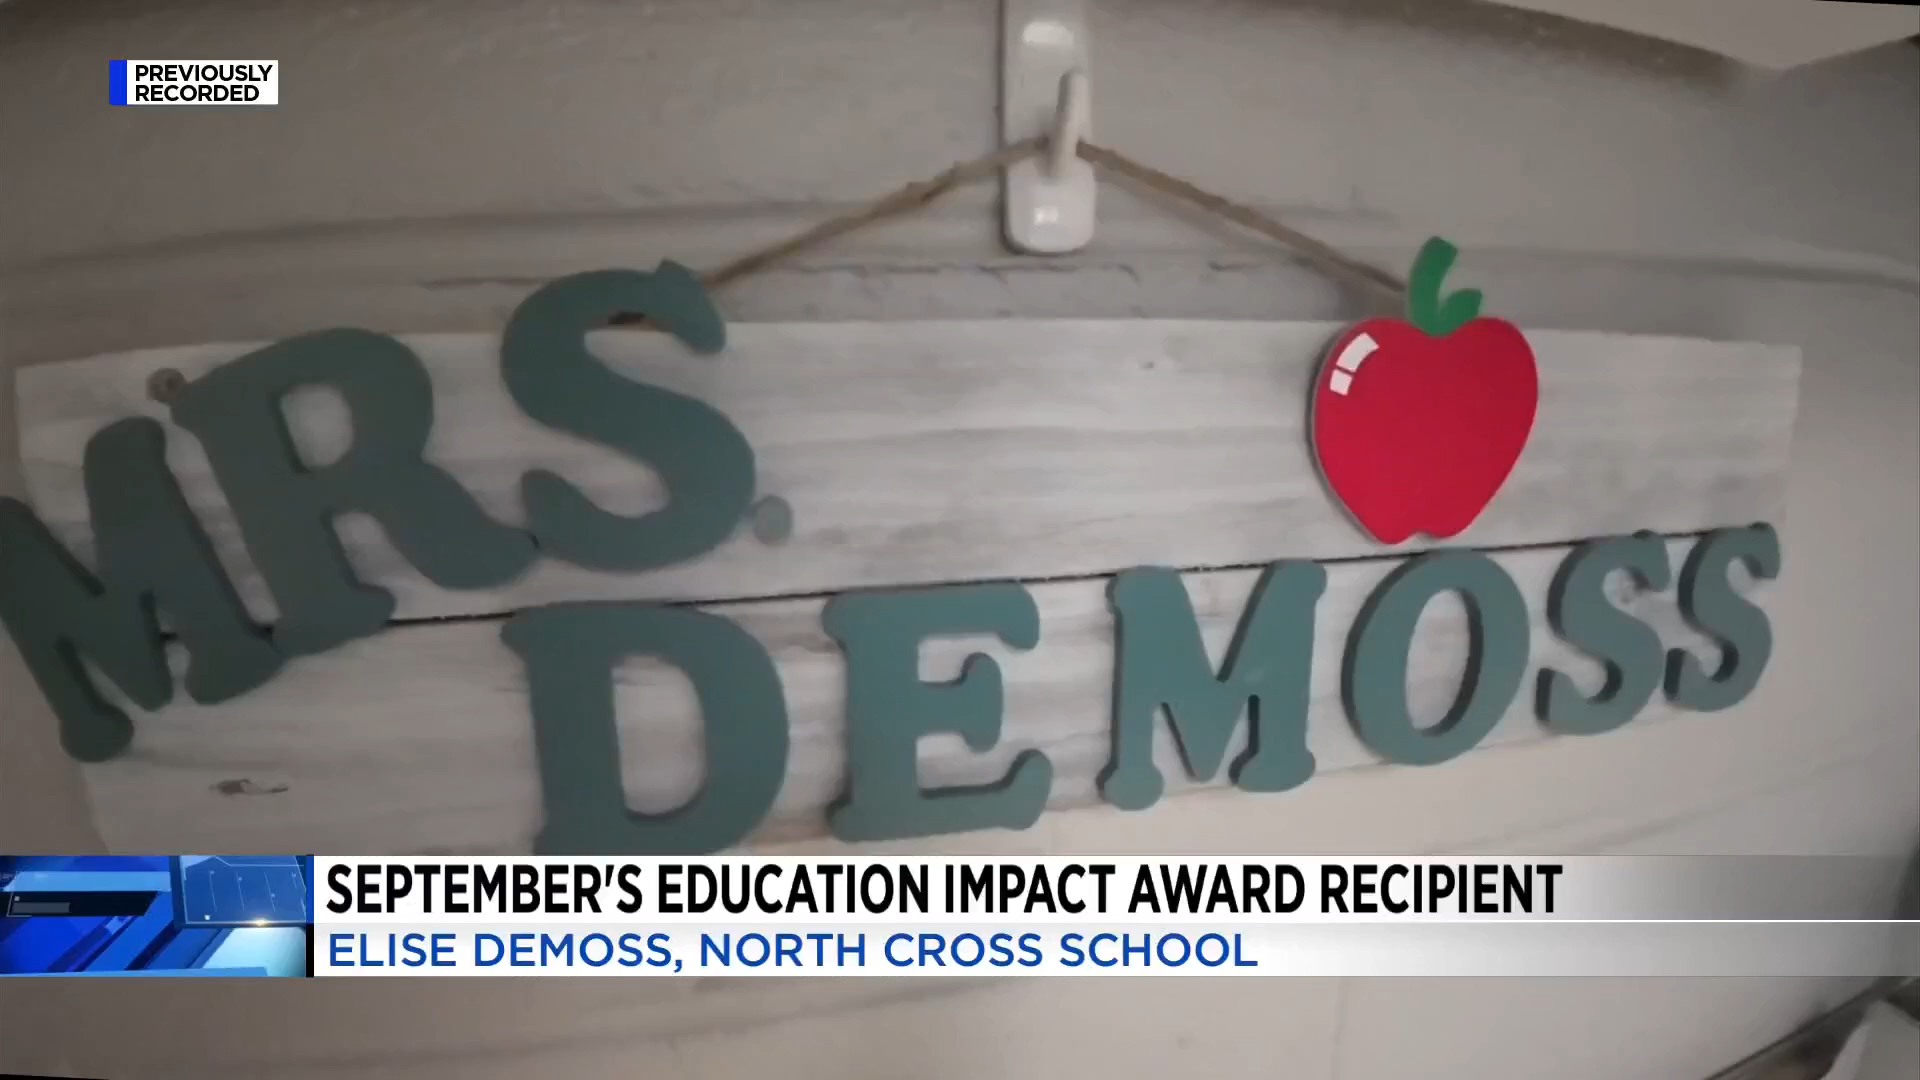 PREVIOUSLY
RECORDED
MRS.
DEMOSS
SEPTEMBER'S EDUCATION IMPACT AWARD RECIPIENT
ELISE DEMOSS, NORTH CROSS SCHOOL